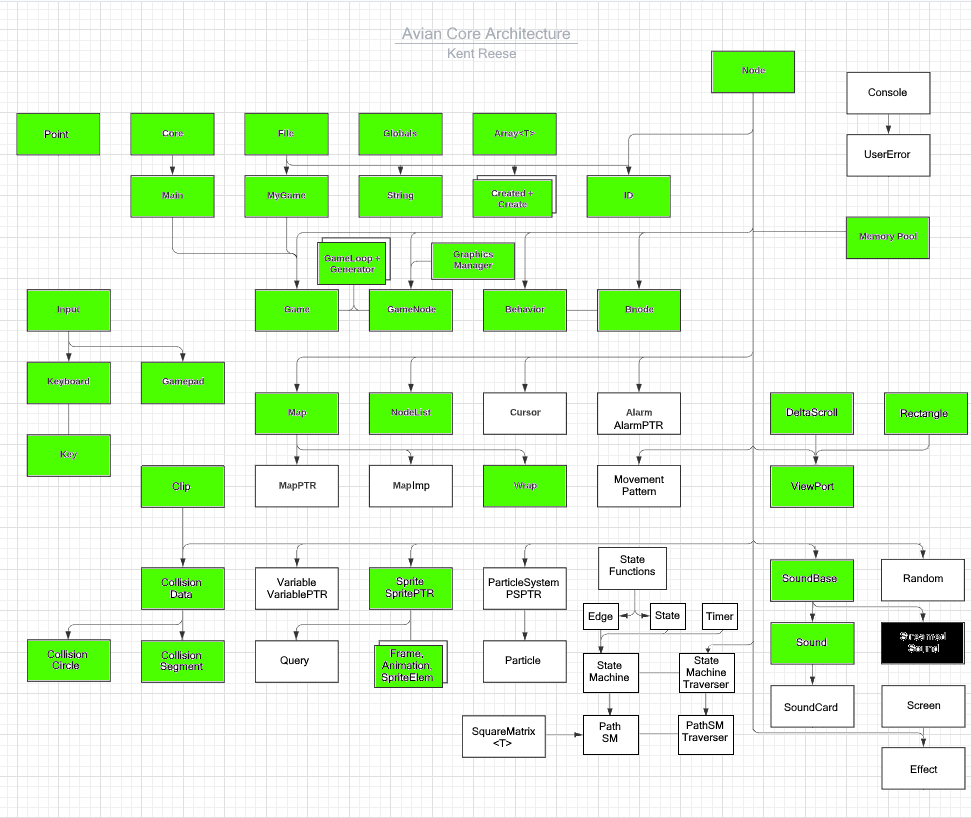 Avian Core Architecture
Kent Reese
Node
Console
Point
Core
File
Globals
Array<T>
UserError
Main
MyGame
String
Created +
Create
ID
Memory Pool
GameLoop +
Generator
Graphics
Manager
Input
Game
GameNode
Behavior
Bnode
Keyboard
Gamepad
Map
NodeList
Cursor
Alarm
AlarmPTR
DeltaScroll
Rectangle
Key
Clip
MapPTR
MapImp
Wrap
Movement
Pattern
ViewPort
State
Functions
Collision
Data
Variable
VariablePTR
Sprite
SpritePTR
ParticleSystem
PSPTR
SoundBase
Random
Edge
State
Timer
Collision
Circle
Collision
Segment
Query
Frame,
Animation,
SpriteElem
Particle
State
Machine
State
Machine
Traverser
Sound
Streamed
Sound
SoundCard
Screen
SquareMatrix
<T>
Path
SM
PathSM
Traverser
Effect